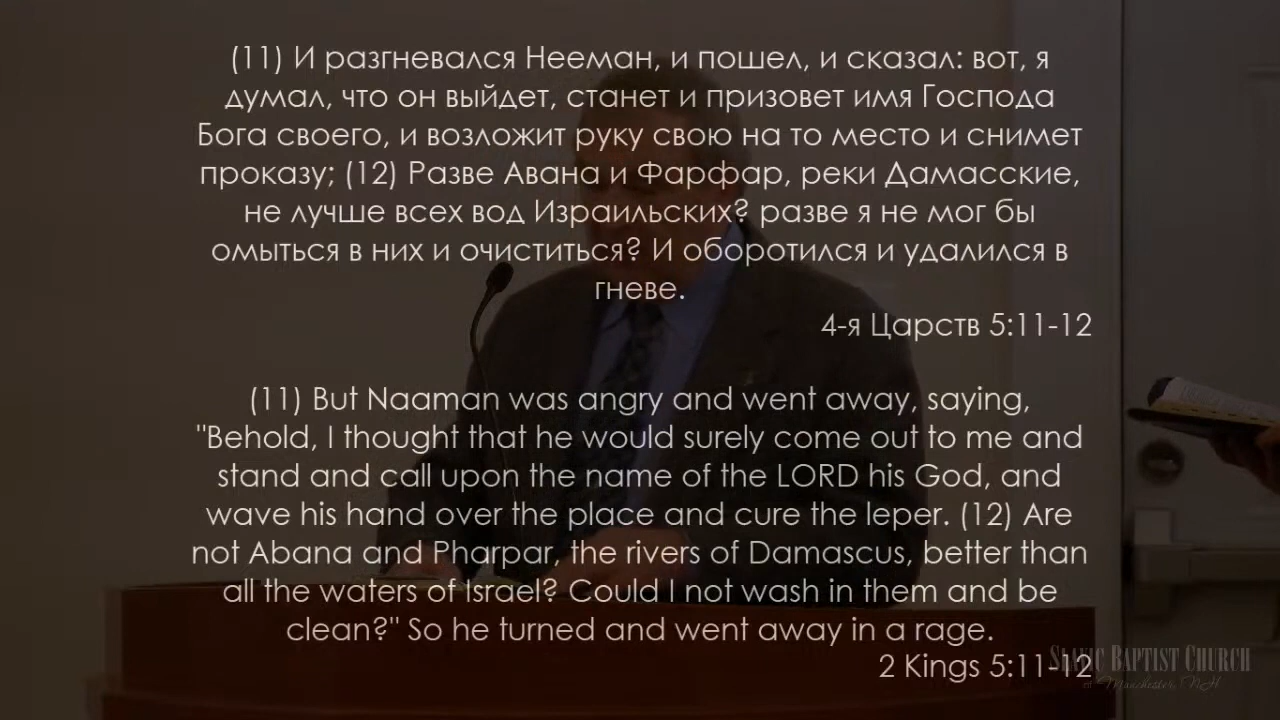 (11) И разгневался Нееман, и пошел, и сказал: вот, я
думал, что он выйдет, станет и призовет имя Господа
Бога своего, и возложит руку свою на то место и снимет
проказу; (12) Разве Авана и Фарфар, реки Дамасские,
не лучше всех вод Израильских? разве я не мог бы
омыться в них и очиститься? И оборотился и удалился в
гневе.
4-я Царств 5:11-12
(11) But Naaman was angry and went away, saying,
"Behold, I thought that he would surely come out to me and
stand and call upon the name of the LORD his God, and
wave his hand over the place and cure the leper. (12) Are
not Abana and Pharpar, the rivers of Damascus, better than
all the waters of Israel? Could I not wash in them and be
clean?" So he turned and went away in a rage.
2 Kings 5:11-12
Slavic Baptist Church
of Manchester, NH